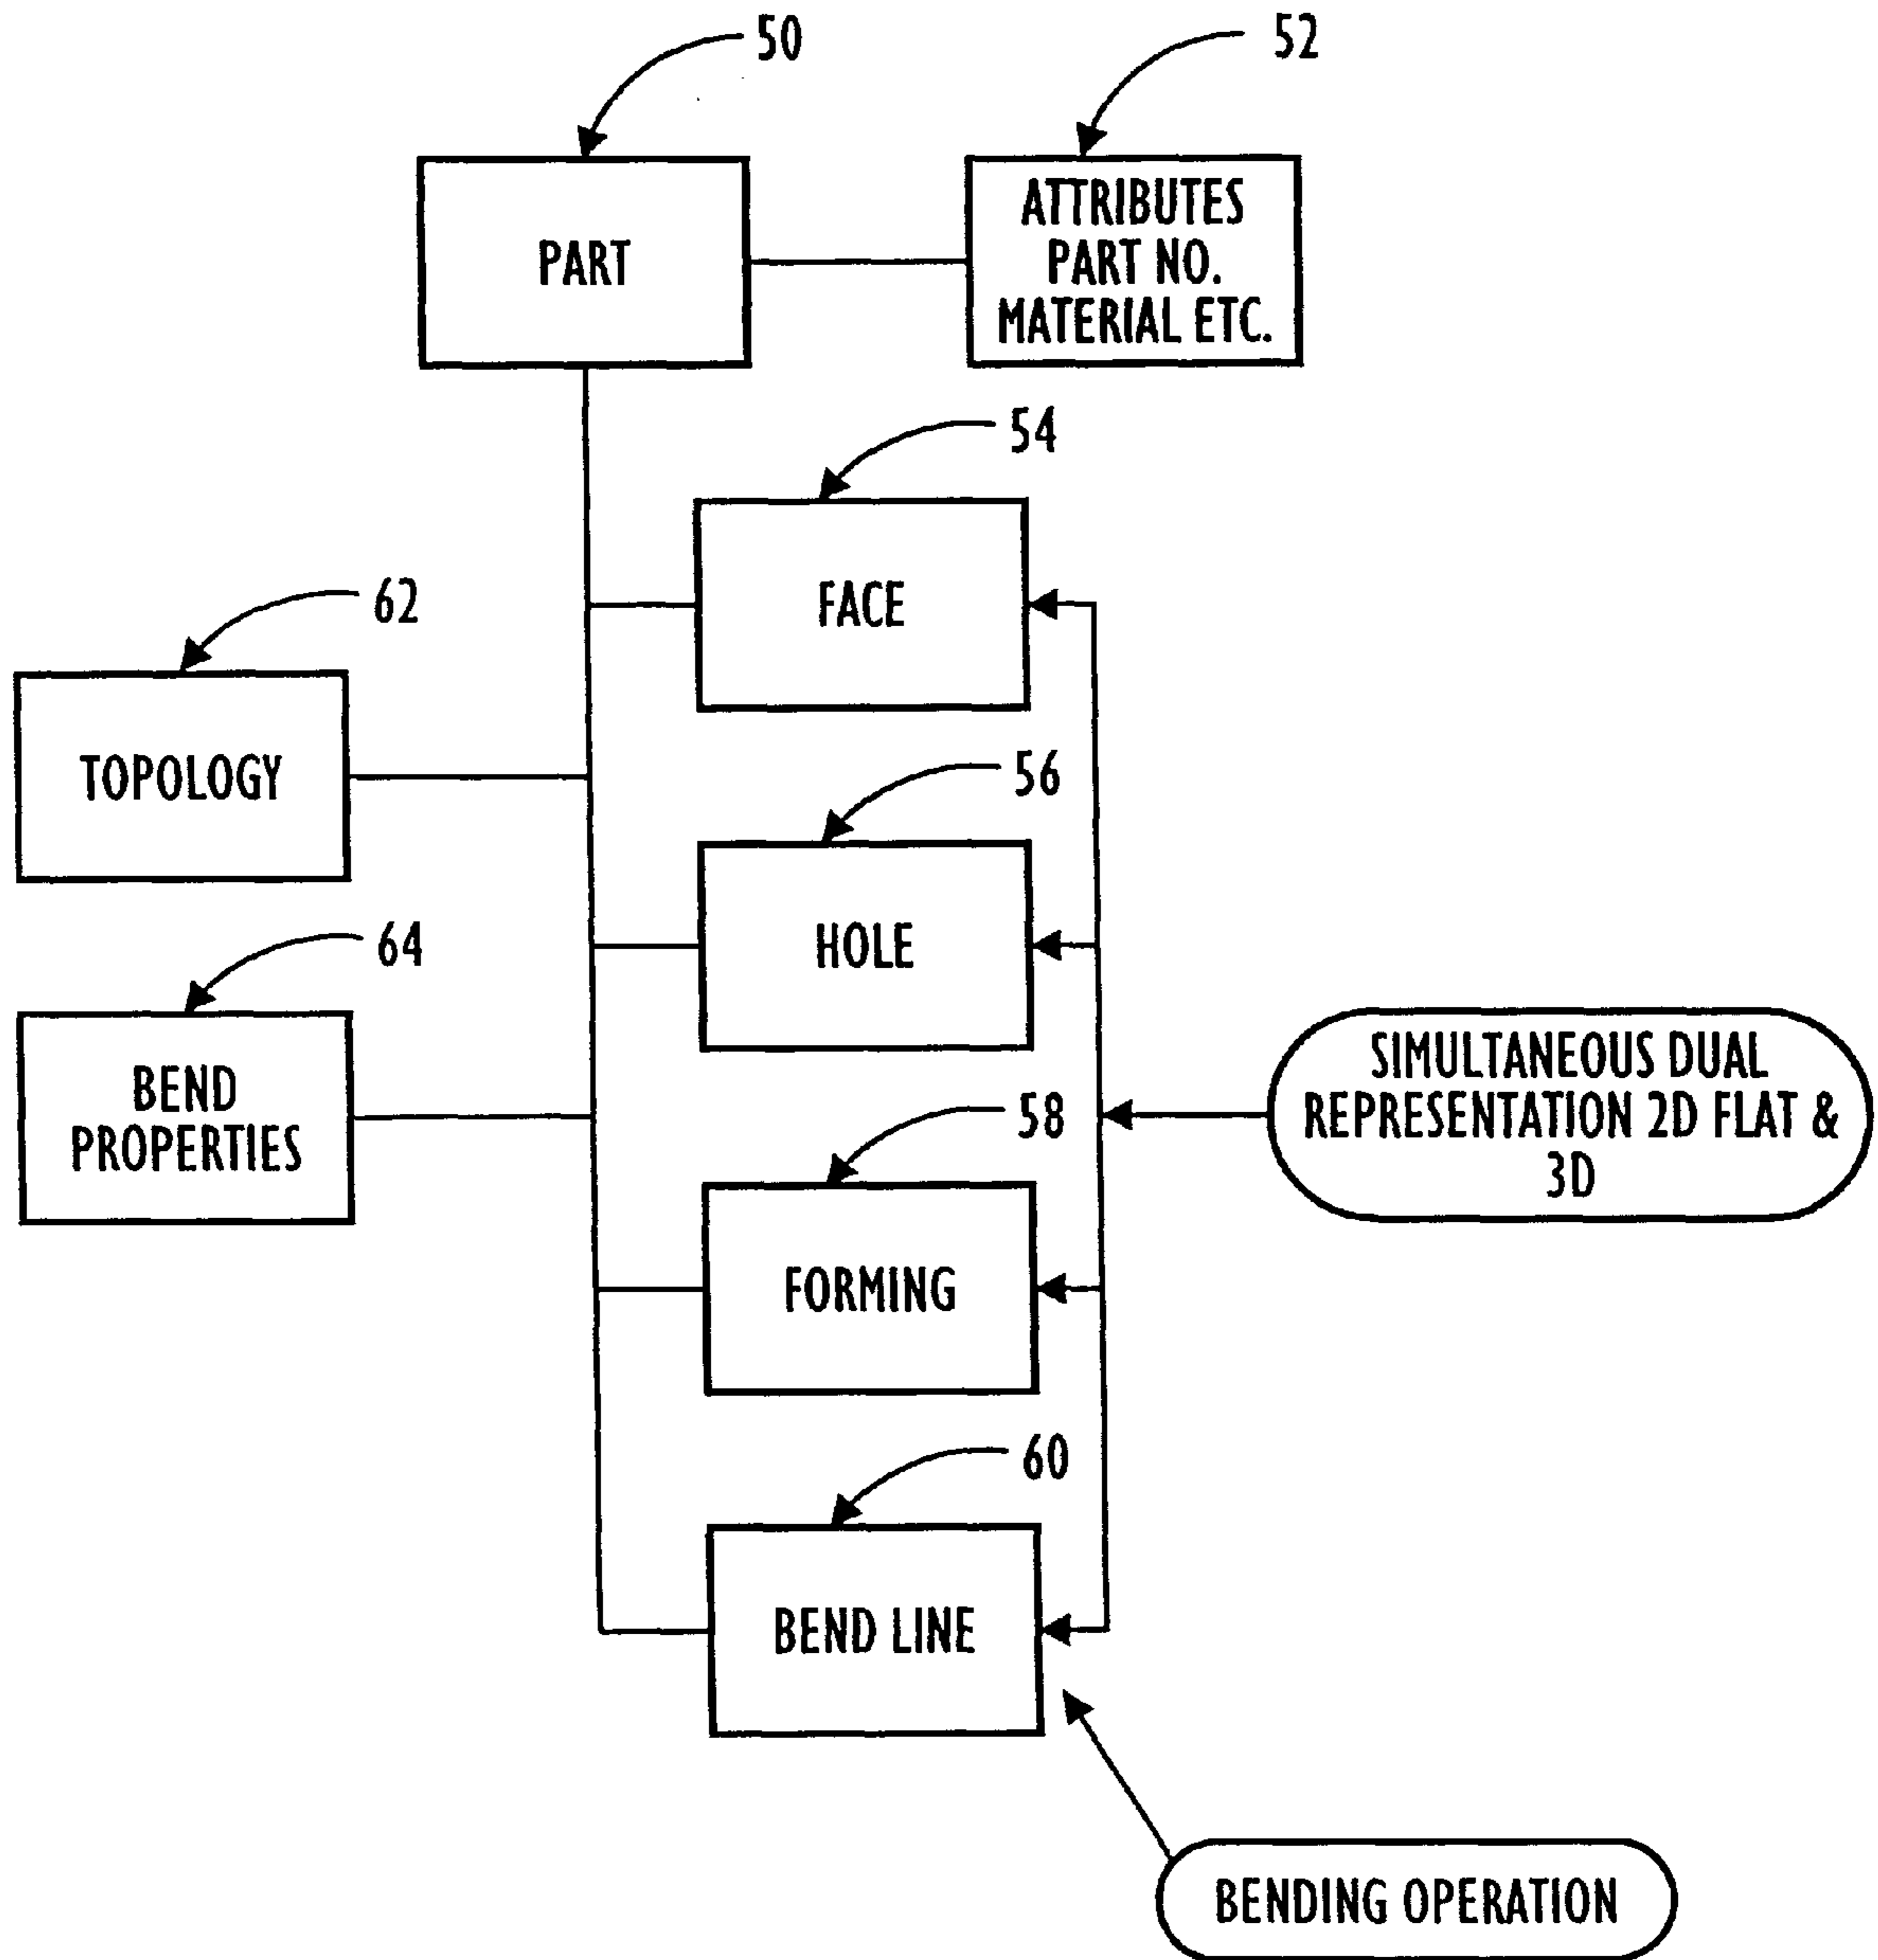 50
52
PART
ATTRIBUTES
PART NO.
MATERIAL ETC.
54
FACE
62
TOPOLOGY
56
HOLE
64
BEND
PROPERTIES
SIMULTANEOUS DUAL
REPRESENTATION 2D FLAT &
3D
58
FORMING
60
BEND LINE
BENDING OPERATION